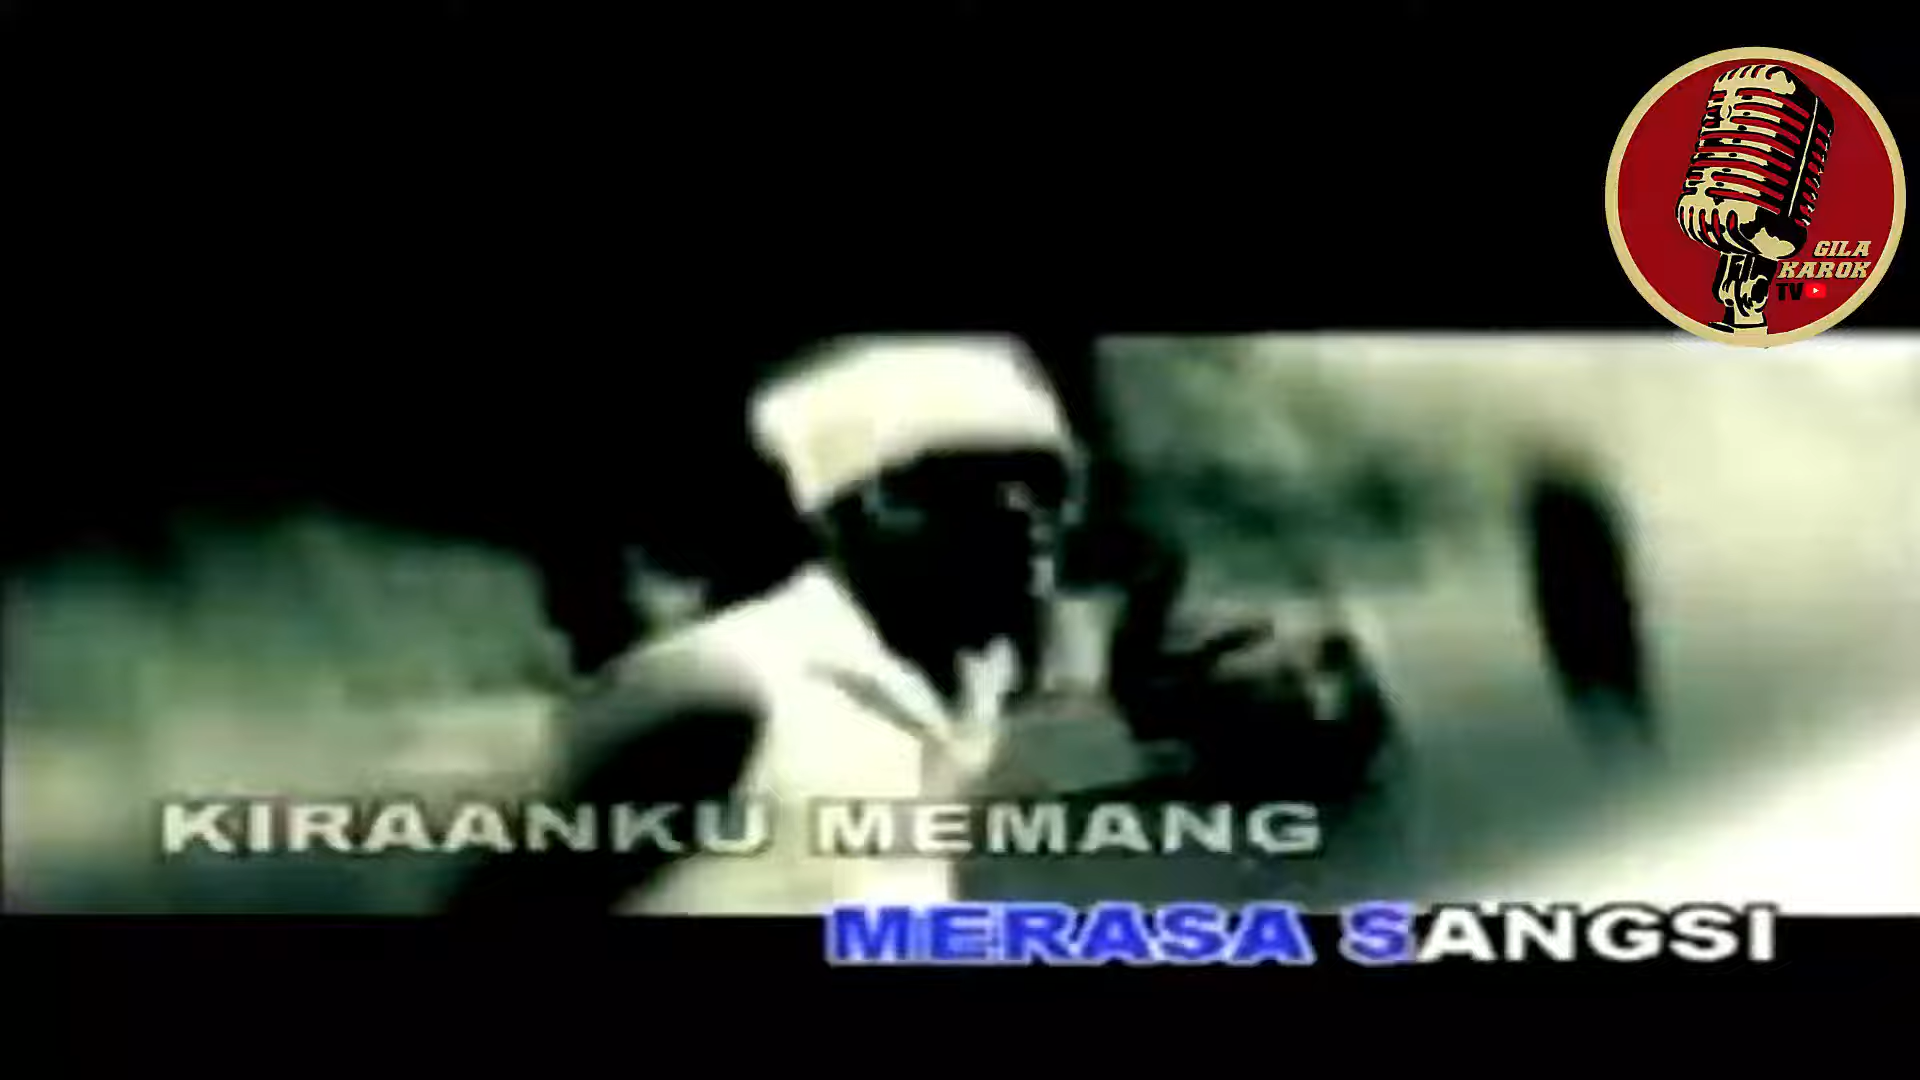 GILA
KAROK
TV
KIRAANKU MEMANG
MERASA SANGSI